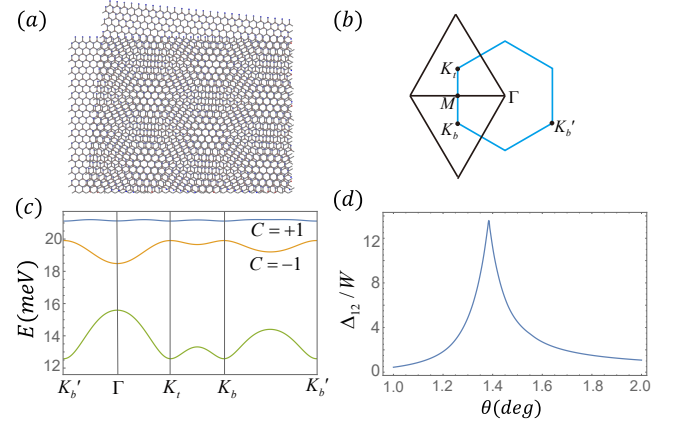 (a)
(b)
K_t
M
Γ
K_b
K_b′
(c)
E(meV)
20
18
16
14
12
C = +1
C = −1
K_b′ Γ K_t K_b K_b′
(d)
Δ_12 / W
12
8
4
0
1.0 1.2 1.4 1.6 1.8 2.0
θ(deg)